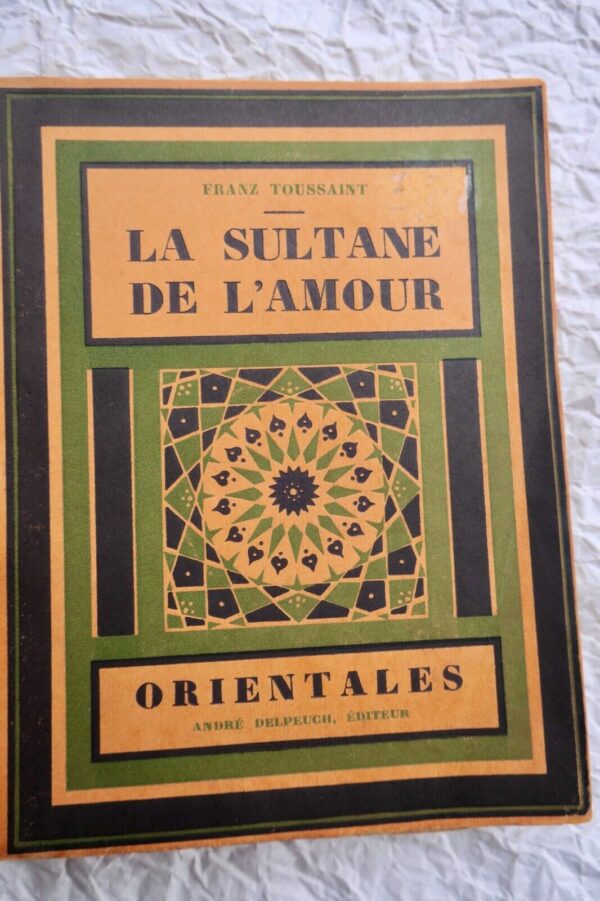 FRANZ TOUSSAINT
LA SULTANE
DE L'AMOUR
ORIENTALES
ANDRÉ DELPEUCH, ÉDITEUR